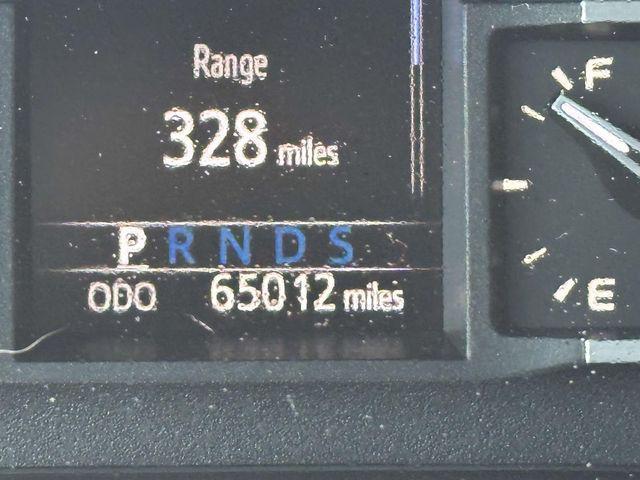 Range
328 miles
P R N D S
ODO 65012 miles
F
E